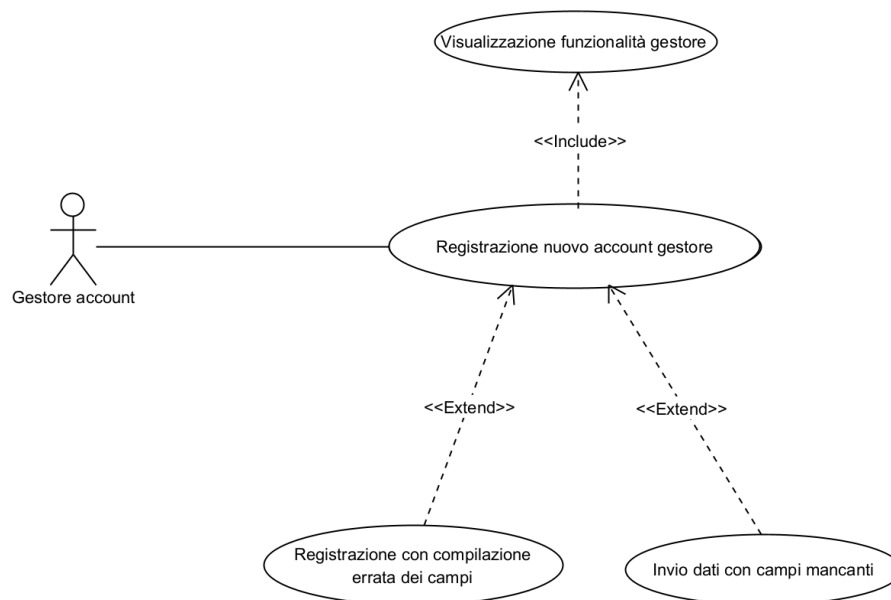 Visualizzazione funzionalità gestore
<<Include>>
Registrazione nuovo account gestore
Gestore account
<<Extend>>
<<Extend>>
Registrazione con compilazione
errata dei campi
Invio dati con campi mancanti